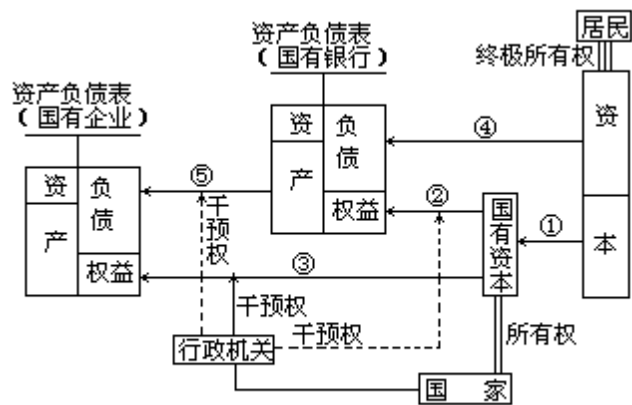 居民
终极所有权
资产负债表
（国有银行）
资产负债表
（国有企业）
资产
负债
权益
资产
负债
权益
资本
④
⑤
②
①
③
国有资本
千预权
千预权
千预权
行政机关
所有权
国 家